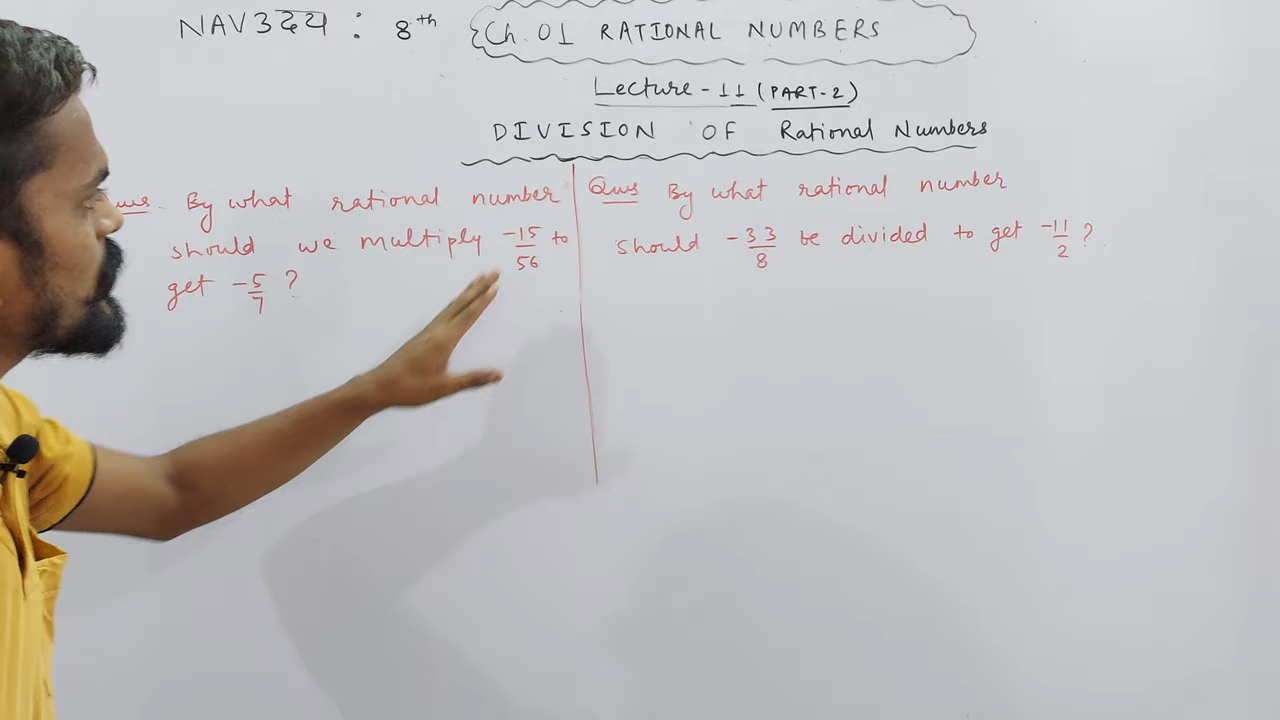 NAV3224 : 8th
Ch. 01 RATIONAL NUMBERS
Lecture - 11 (PART-2)
DIVISION OF Rational Numbers
By what rational number
should we multiply -15/56 to
get -5/7 ?
Ques By what rational number
should -33/8 be divided to get -11/2 ?